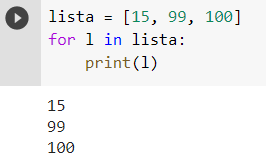 lista = [15, 99, 100]
for l in lista:
    print(l)
15
99
100